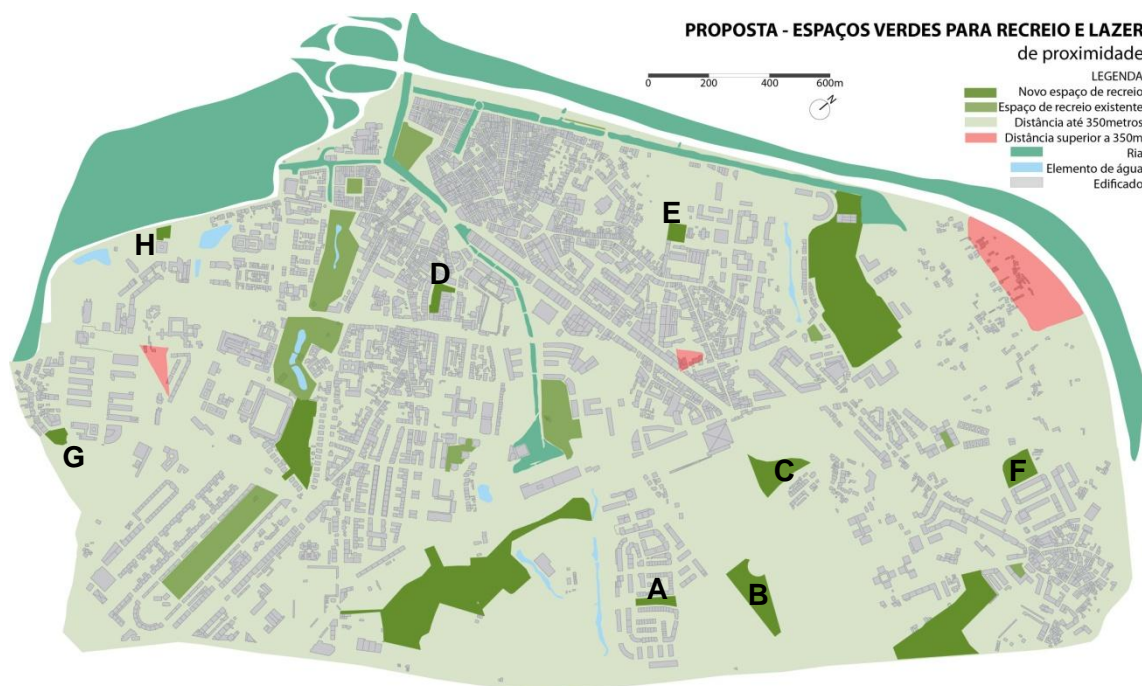 PROPOSTA - ESPAÇOS VERDES PARA RECREIO E LAZER
de proximidade
0 200 400 600m
N
LEGENDA
Novo espaço de recreio
Espaço de recreio existente
Distância até 350metros
Distância superior a 350m
Ria
Elemento de água
Edificado
H
E
D
G
C
F
A
B